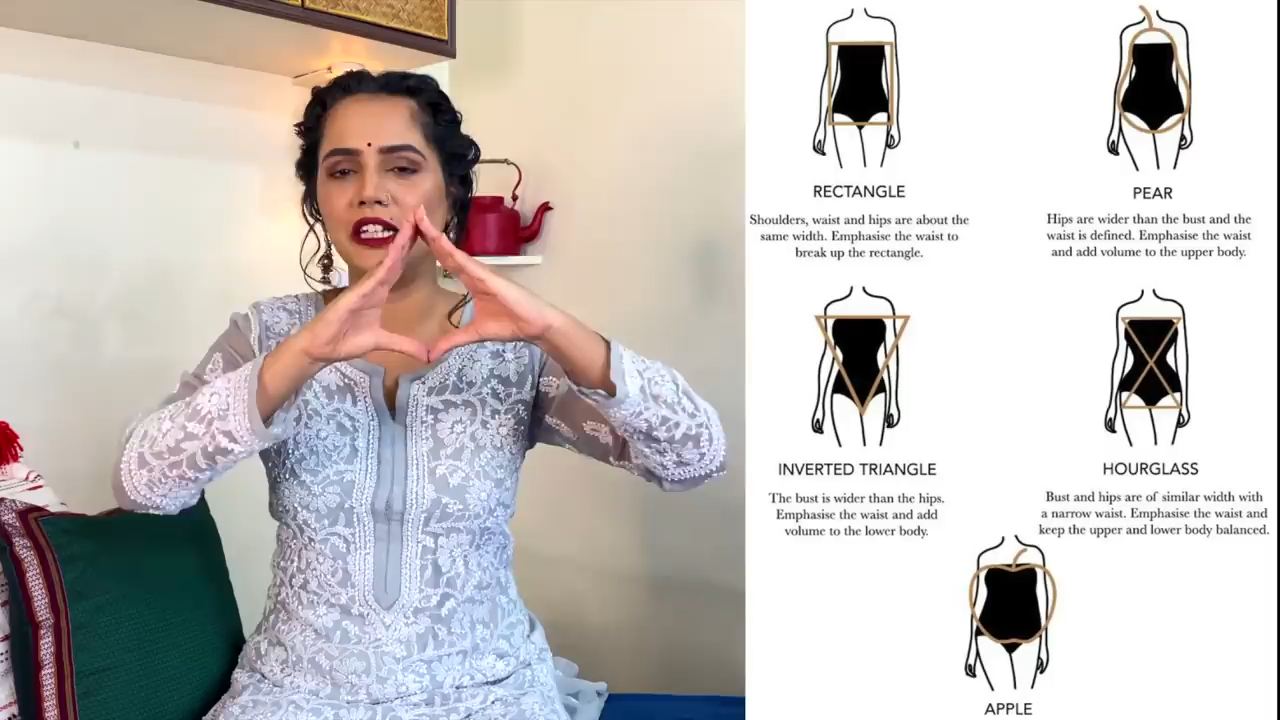 RECTANGLE
Shoulders, waist and hips are about the
same width. Emphasise the waist to
break up the rectangle.
PEAR
Hips are wider than the bust and the
waist is defined. Emphasise the waist
and add volume to the upper body.
INVERTED TRIANGLE
The bust is wider than the hips.
Emphasise the waist and add
volume to the lower body.
HOURGLASS
Bust and hips are of similar width with
a narrow waist. Emphasise the waist and
keep the upper and lower body balanced.
APPLE